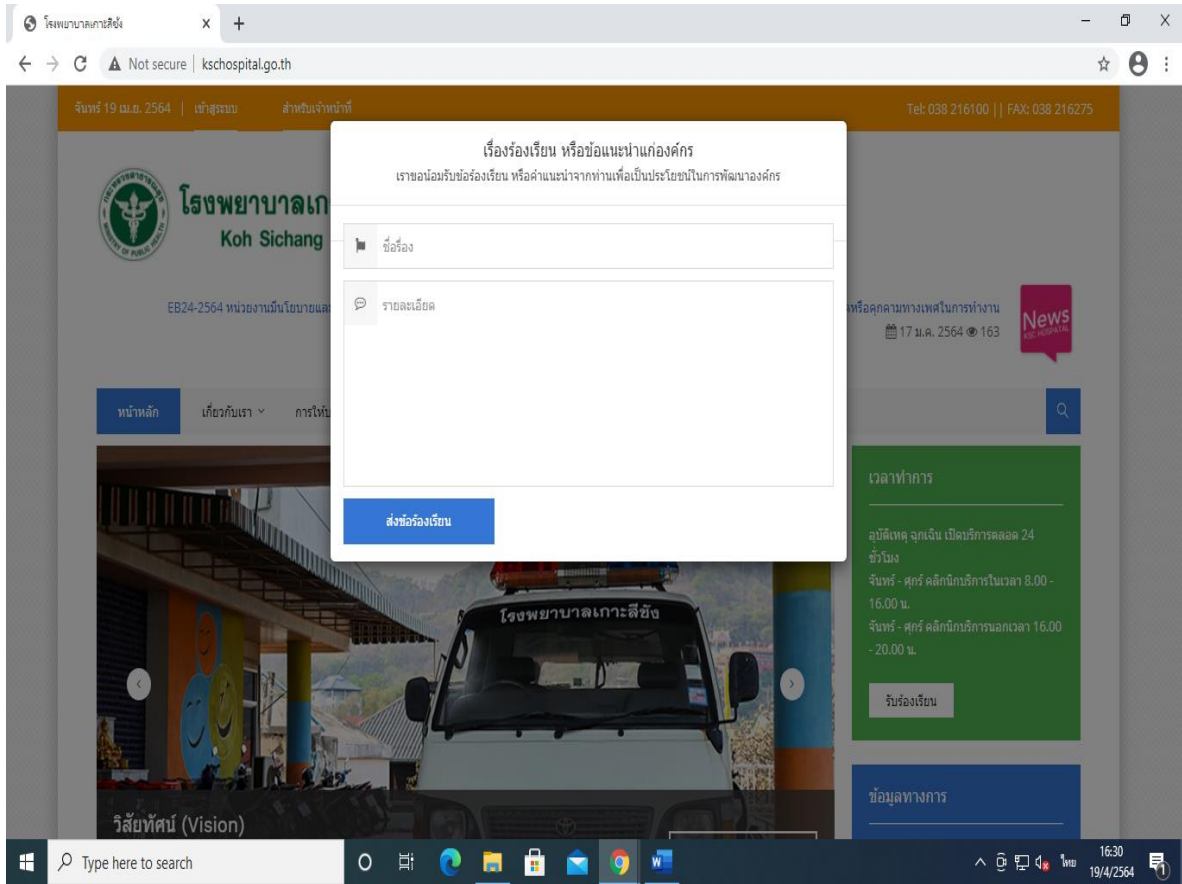 โรงพยาบาลเกาะสีชัง
Not secure | kschospital.go.th
จันทร์ 19 เม.ย. 2564 | เข้าสู่ระบบ สำหรับเจ้าหน้าที่
Tel: 038 216100 || FAX: 038 216275
เรื่องร้องเรียน หรือข้อแนะนำแก่องค์กร
เราขอน้อมรับข้อร้องเรียน หรือคำแนะนำจากท่านเพื่อเป็นประโยชน์ในการพัฒนาองค์กร
โรงพยาบาลเก
Koh Sichang
ชื่อรื่อง
รายละเอียด
EB24-2564 หน่วยงานมีนโยบายและ
หรือคุกคามทางเพศในการทำงาน
17 ม.ค. 2564 163
News
KSC HOSPITAL
หน้าหลัก เกี่ยวกับเรา การให้บ
ส่งข้อร้องเรียน
เวลาทำการ
อุบัติเหตุ ฉุกเฉิน เปิดบริการตลอด 24
ชั่วโมง
จันทร์ - ศุกร์ คลิกนิกบริการในเวลา 8.00 -
16.00 น.
จันทร์ - ศุกร์ คลิกนิกบริการนอกเวลา 16.00
- 20.00 น.
รับร้องเรียน
โรงพยาบาลเกาะสีชัง
ข้อมูลทางการ
วิสัยทัศน์ (Vision)
Type here to search
ไทย
16:30
19/4/2564